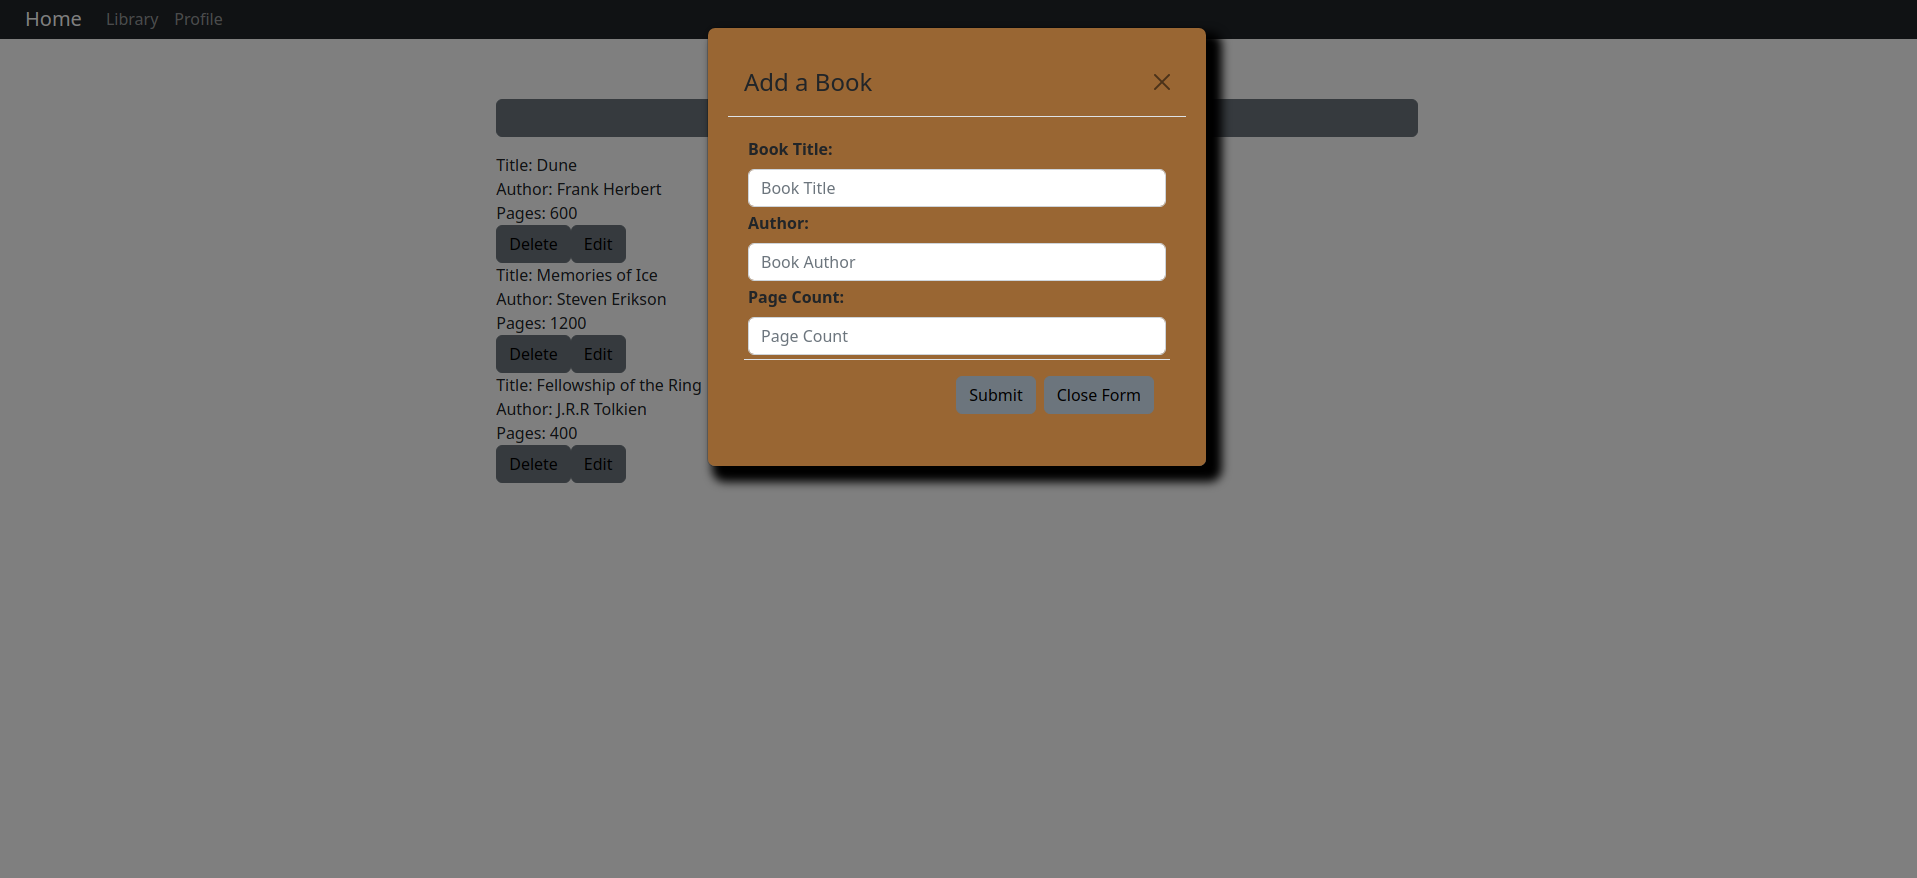 Home Library Profile
Add a Book
Book Title:
Book Title
Author:
Book Author
Page Count:
Page Count
Submit Close Form
Title: Dune
Author: Frank Herbert
Pages: 600
Delete Edit
Title: Memories of Ice
Author: Steven Erikson
Pages: 1200
Delete Edit
Title: Fellowship of the Ring
Author: J.R.R Tolkien
Pages: 400
Delete Edit